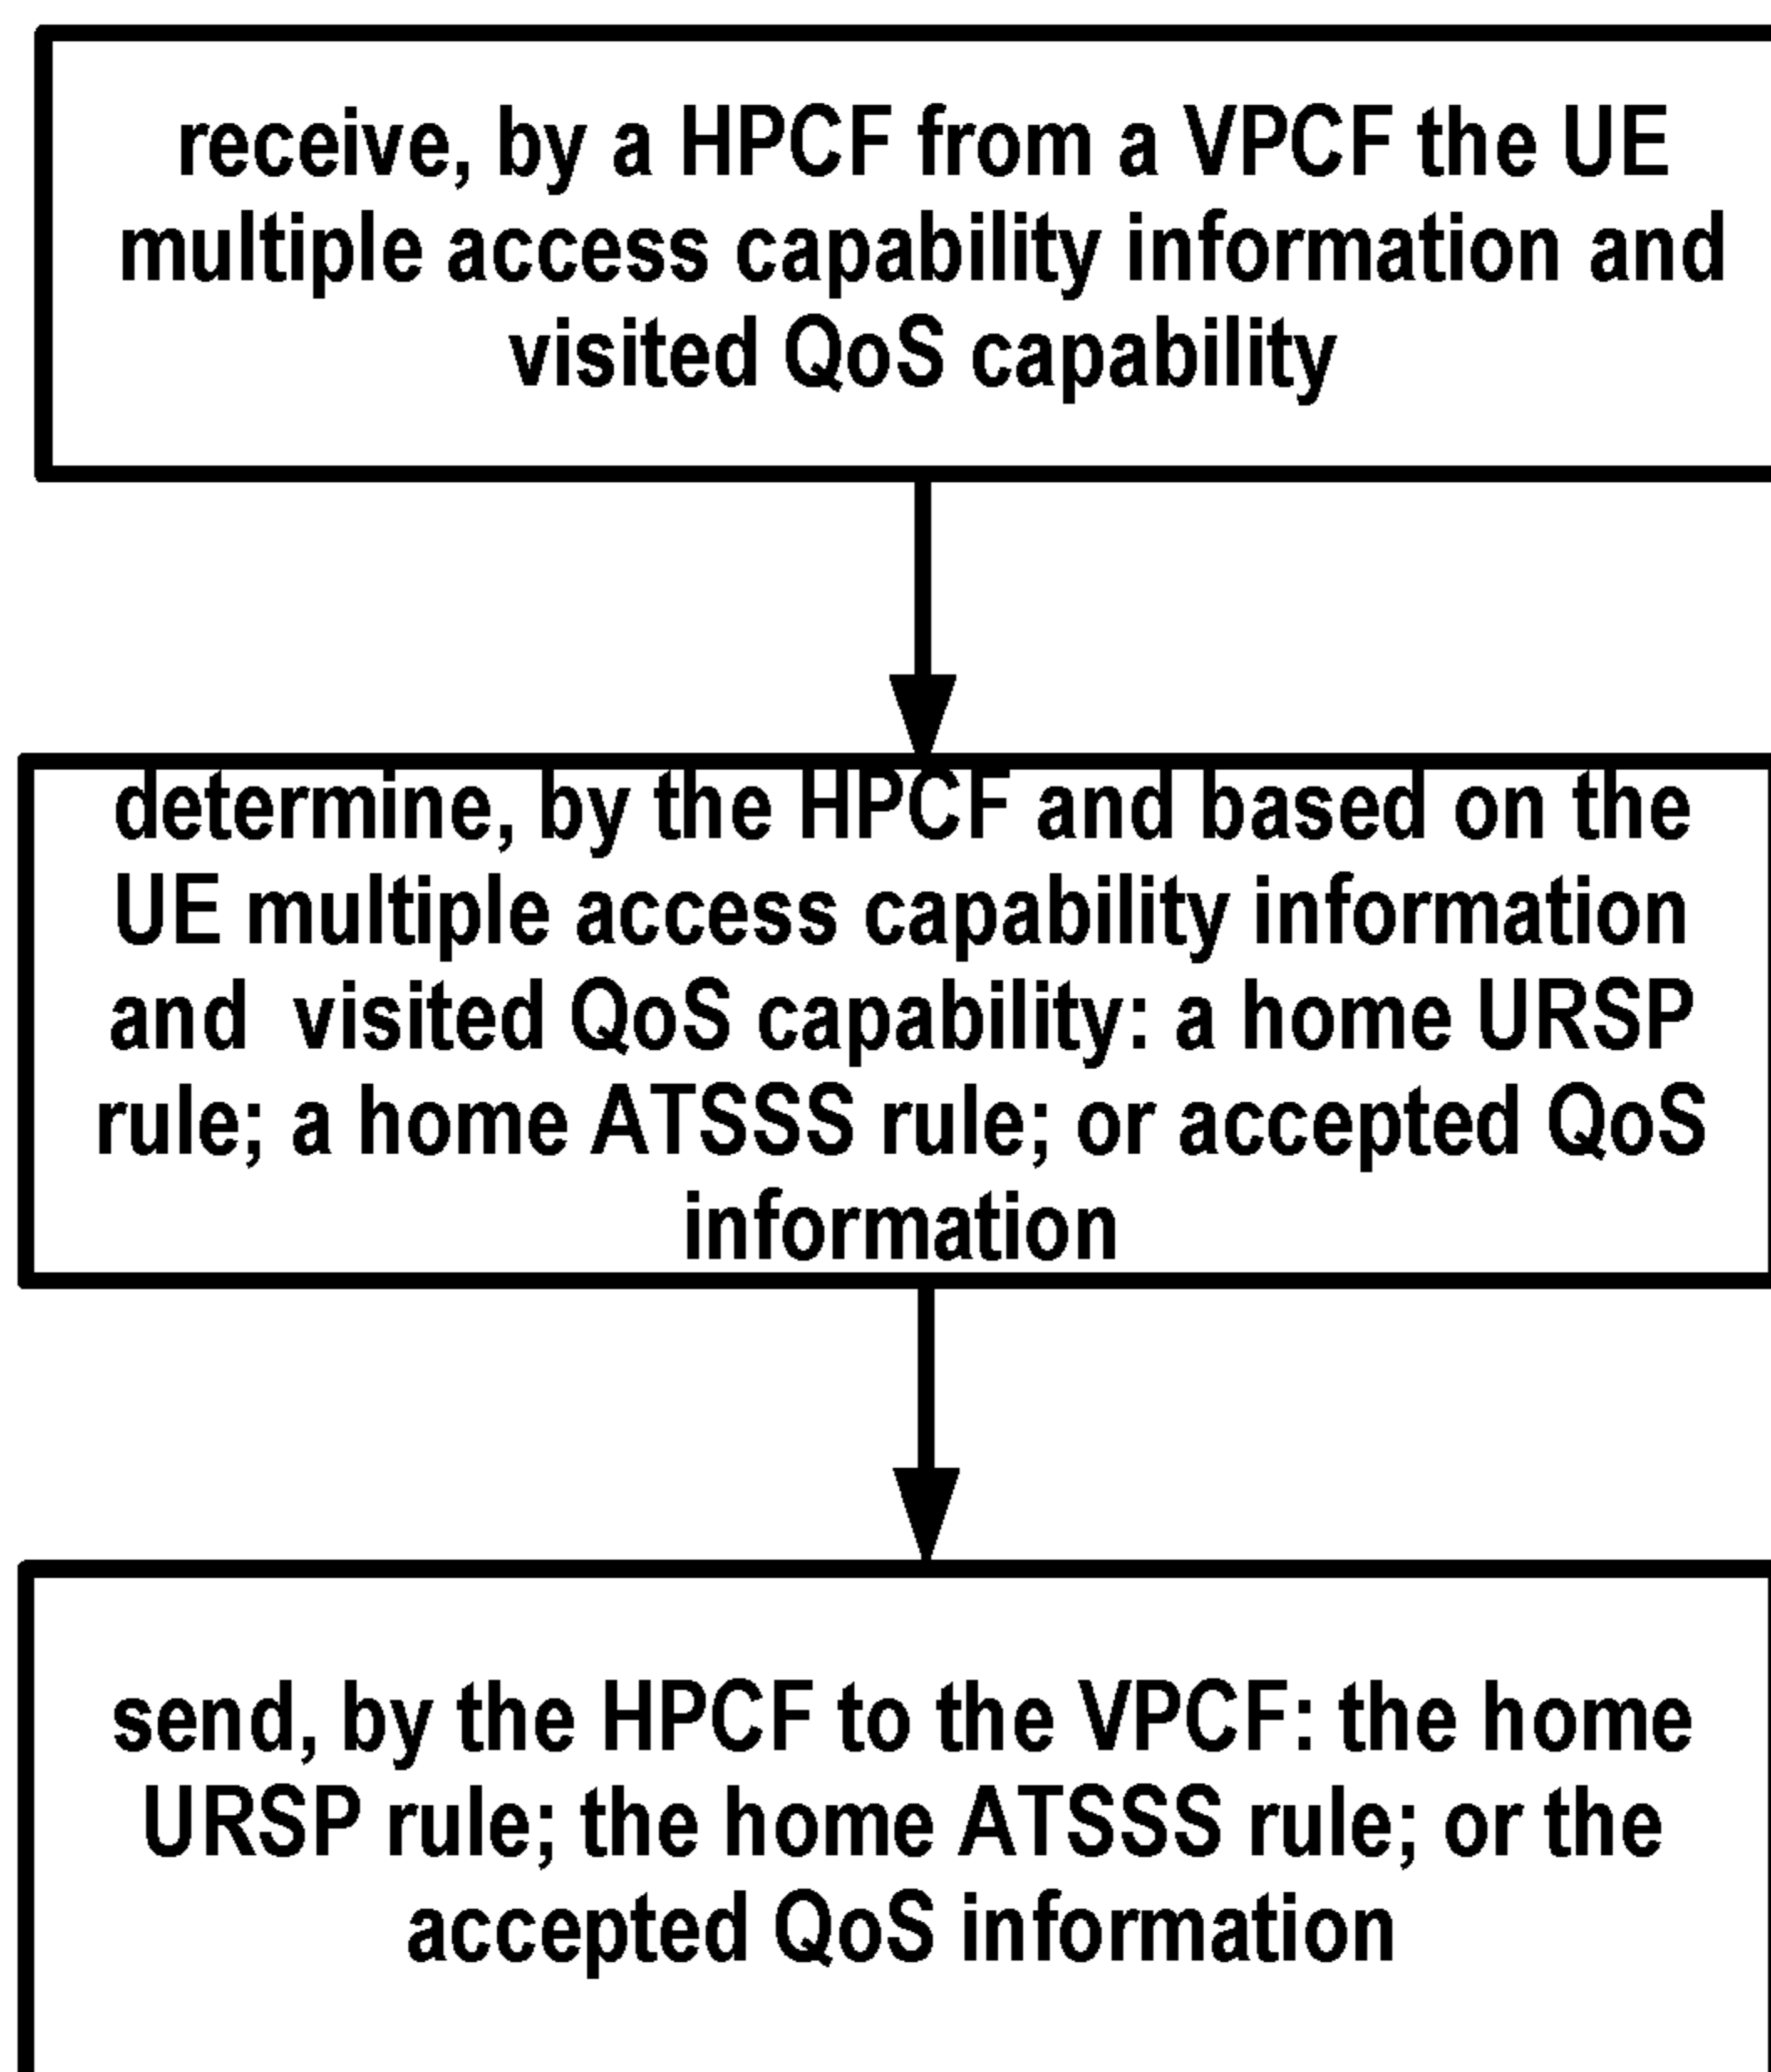 receive, by a HPCF from a VPCF the UE
multiple access capability information and
visited QoS capability
determine, by the HPCF and based on the
UE multiple access capability information
and visited QoS capability: a home URSP
rule; a home ATSSS rule; or accepted QoS
information
send, by the HPCF to the VPCF: the home
URSP rule; the home ATSSS rule; or the
accepted QoS information